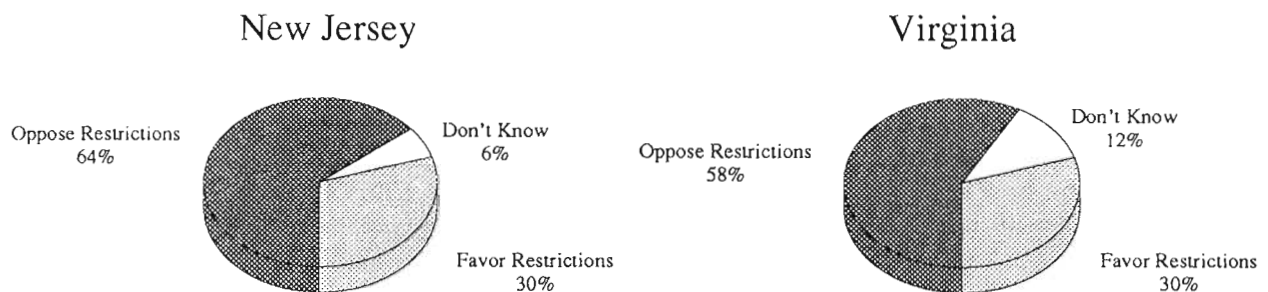 New Jersey
Oppose Restrictions
64%
Don't Know
6%
Favor Restrictions
30%
Virginia
Oppose Restrictions
58%
Don't Know
12%
Favor Restrictions
30%